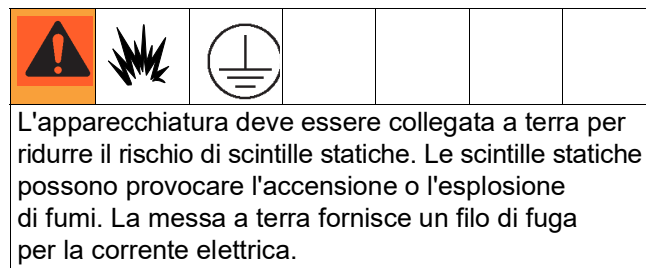 L'apparecchiatura deve essere collegata a terra per
ridurre il rischio di scintille statiche. Le scintille statiche
possono provocare l'accensione o l'esplosione
di fumi. La messa a terra fornisce un filo di fuga
per la corrente elettrica.